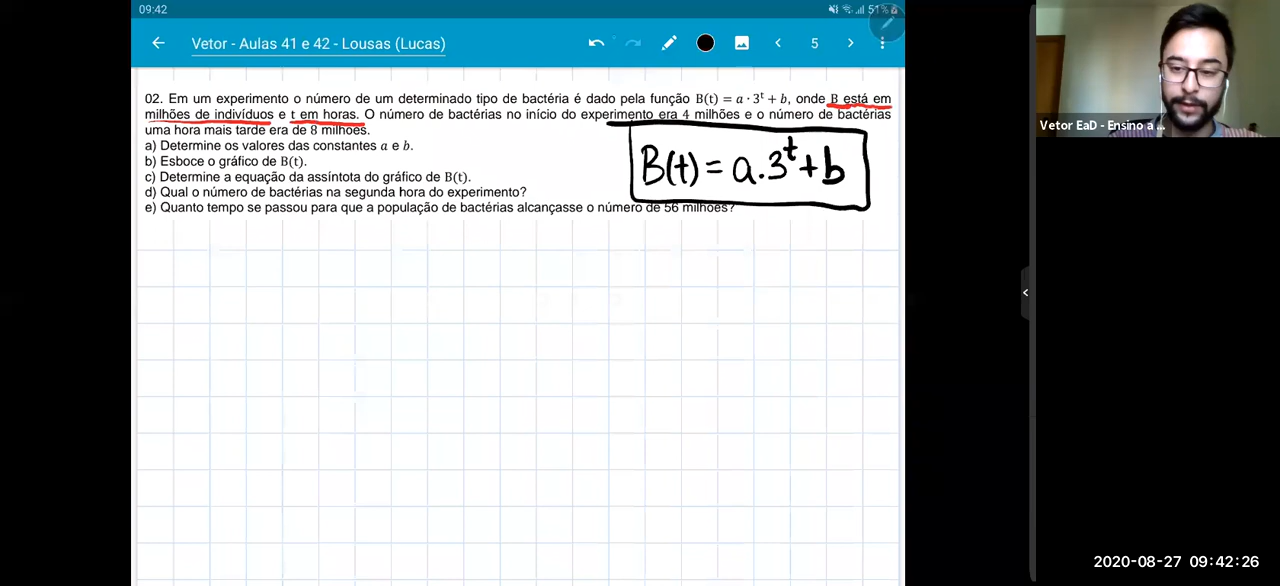 09:42
51%
Vetor - Aulas 41 e 42 - Lousas (Lucas)
5
02. Em um experimento o número de um determinado tipo de bactéria é dado pela função B(t) = a · 3^t + b, onde B está em
milhões de indivíduos e t em horas. O número de bactérias no início do experimento era 4 milhões e o número de bactérias
uma hora mais tarde era de 8 milhões.
a) Determine os valores das constantes a e b.
b) Esboce o gráfico de B(t).
c) Determine a equação da assíntota do gráfico de B(t).
d) Qual o número de bactérias na segunda hora do experimento?
e) Quanto tempo se passou para que a população de bactérias alcançasse o número de 56 milhões?
B(t) = a.3^t + b
Vetor EaD - Ensino a ...
2020-08-27 09:42:26